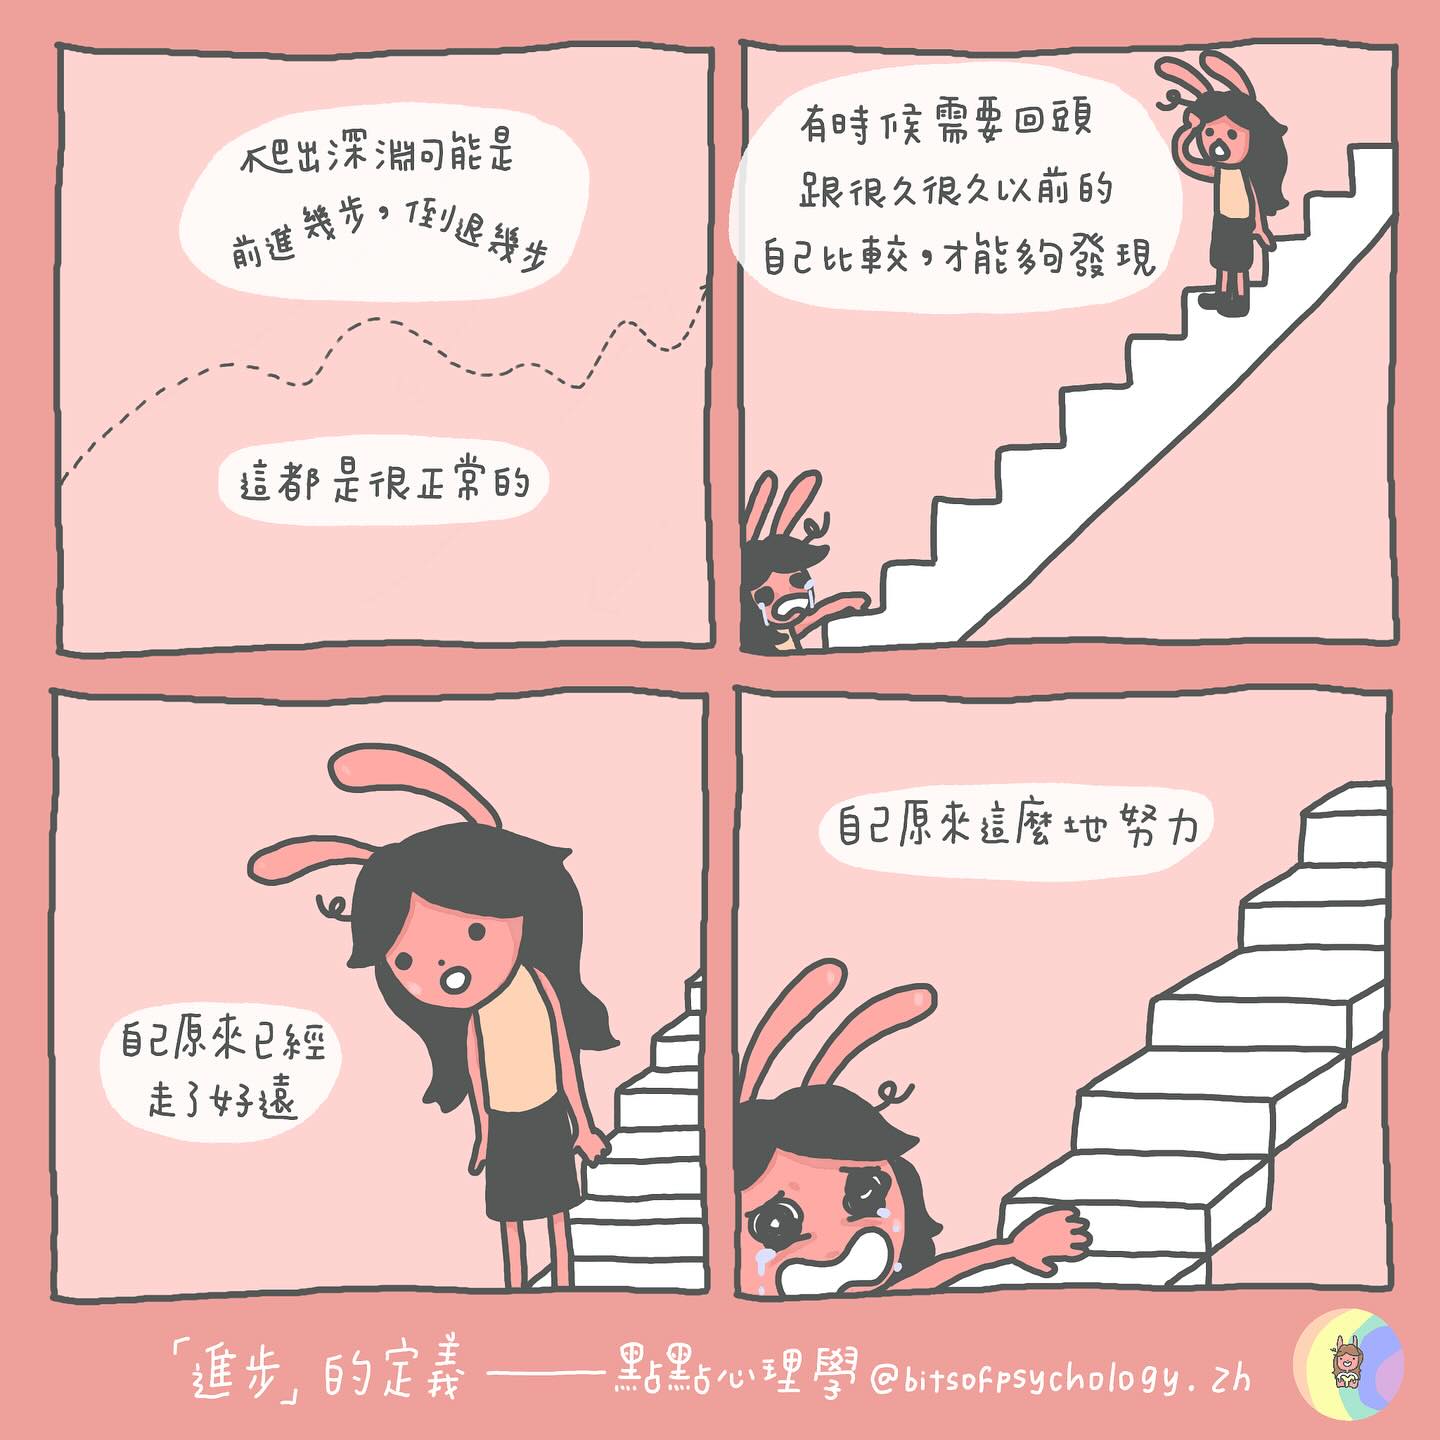 爬出深淵可能是
前進幾步，倒退幾步
這都是很正常的
有時候需要回頭
跟很久很久以前的
自己比較，才能夠發現
自己原來已經
走了好遠
自己原來這麼地努力
「進步」的定義——點點心理學@bitsofpsychology.zh